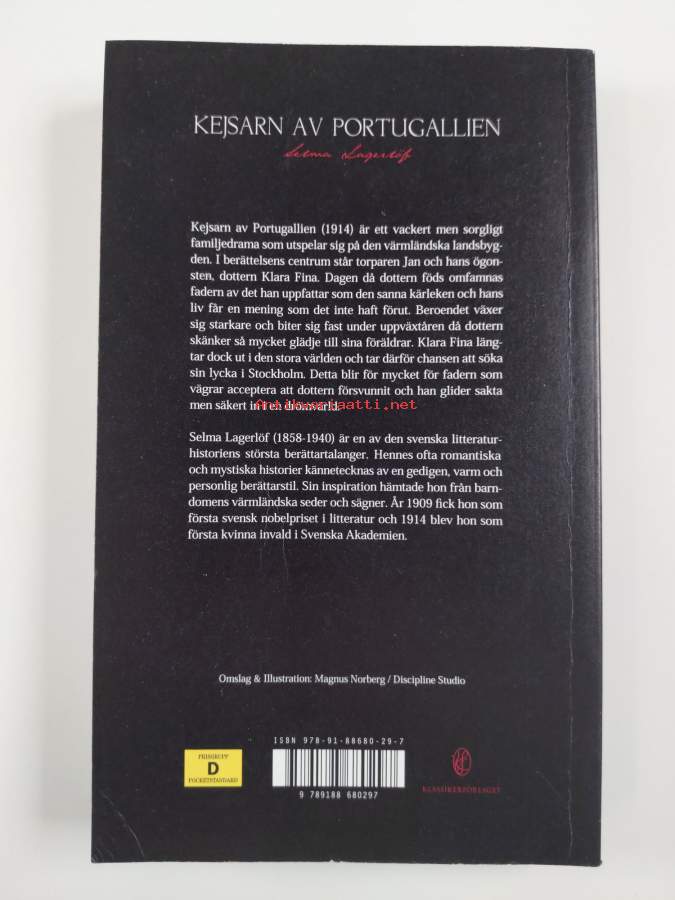 KEJSARN AV PORTUGALLIEN
Selma Lagerlöf
Kejsarn av Portugallien (1914) är ett vackert men sorgligt
familjedrama som utspelar sig på den värmländska landsbyg-
den. I berättelsens centrum står torparen Jan och hans ögon-
sten, dottern Klara Fina. Dagen då dottern föds omfamnas
fadern av det han uppfattar som den sanna kärleken och hans
liv får en mening som det inte haft förut. Beroendet växer
sig starkare och biter sig fast under uppväxtåren då dottern
skänker så mycket glädje till sina föräldrar. Klara Fina läng-
tar dock ut i den stora världen och tar därför chansen att söka
sin lycka i Stockholm. Detta blir för mycket för fadern som
vägrar acceptera att dottern försvunnit och han glider sakta
men säkert in i en drömvärld.
Antikvariaatti.net
Selma Lagerlöf (1858-1940) är en av den svenska litteratur-
historiens största berättartalanger. Hennes ofta romantiska
och mystiska historier kännetecknas av en gedigen, varm och
personlig berättarstil. Sin inspiration hämtade hon från barn-
domens värmländska seder och sägner. År 1909 fick hon som
första svensk nobelpriset i litteratur och 1914 blev hon som
första kvinna invald i Svenska Akademien.
Omslag & Illustration: Magnus Norberg / Discipline Studio
ISBN 978-91-88680-29-7
PRISGRUPP
D
POCKETSTANDARD
9 789188 680297
KLASSIKERFÖRLAGET